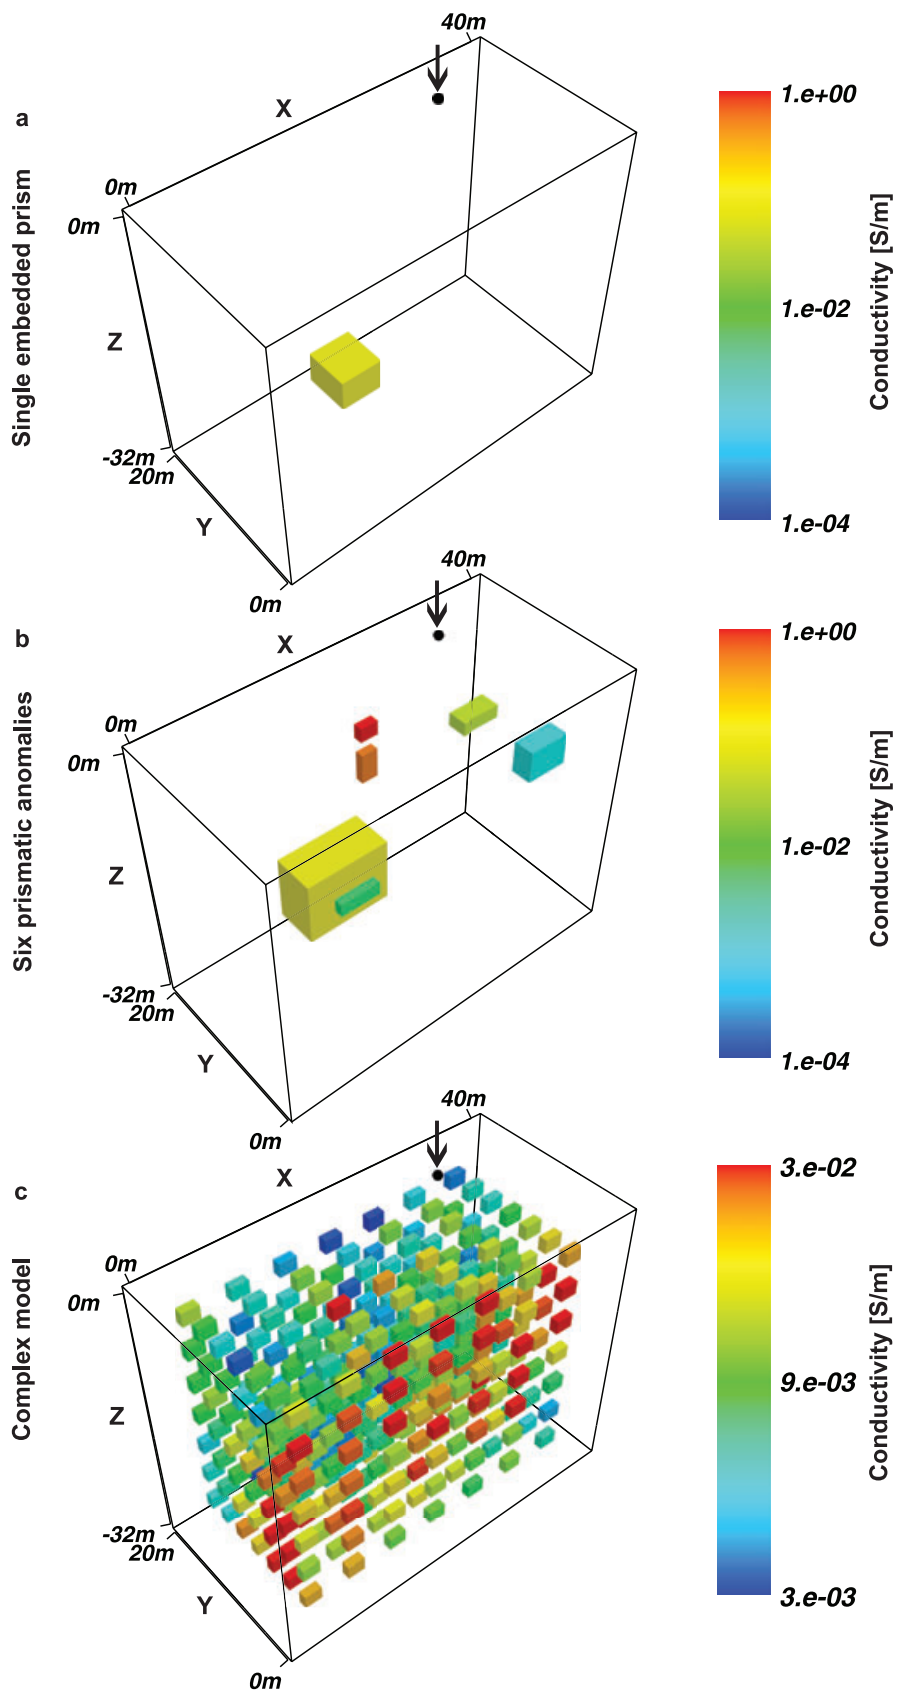 a
Single embedded prism
X
40m
0m
0m
Z
-32m
20m
Y
0m
1.e+00
1.e-02
1.e-04
Conductivity [S/m]
b
Six prismatic anomalies
X
40m
0m
0m
Z
-32m
20m
Y
0m
1.e+00
1.e-02
1.e-04
Conductivity [S/m]
c
Complex model
X
40m
0m
0m
Z
-32m
20m
Y
0m
3.e-02
9.e-03
3.e-03
Conductivity [S/m]